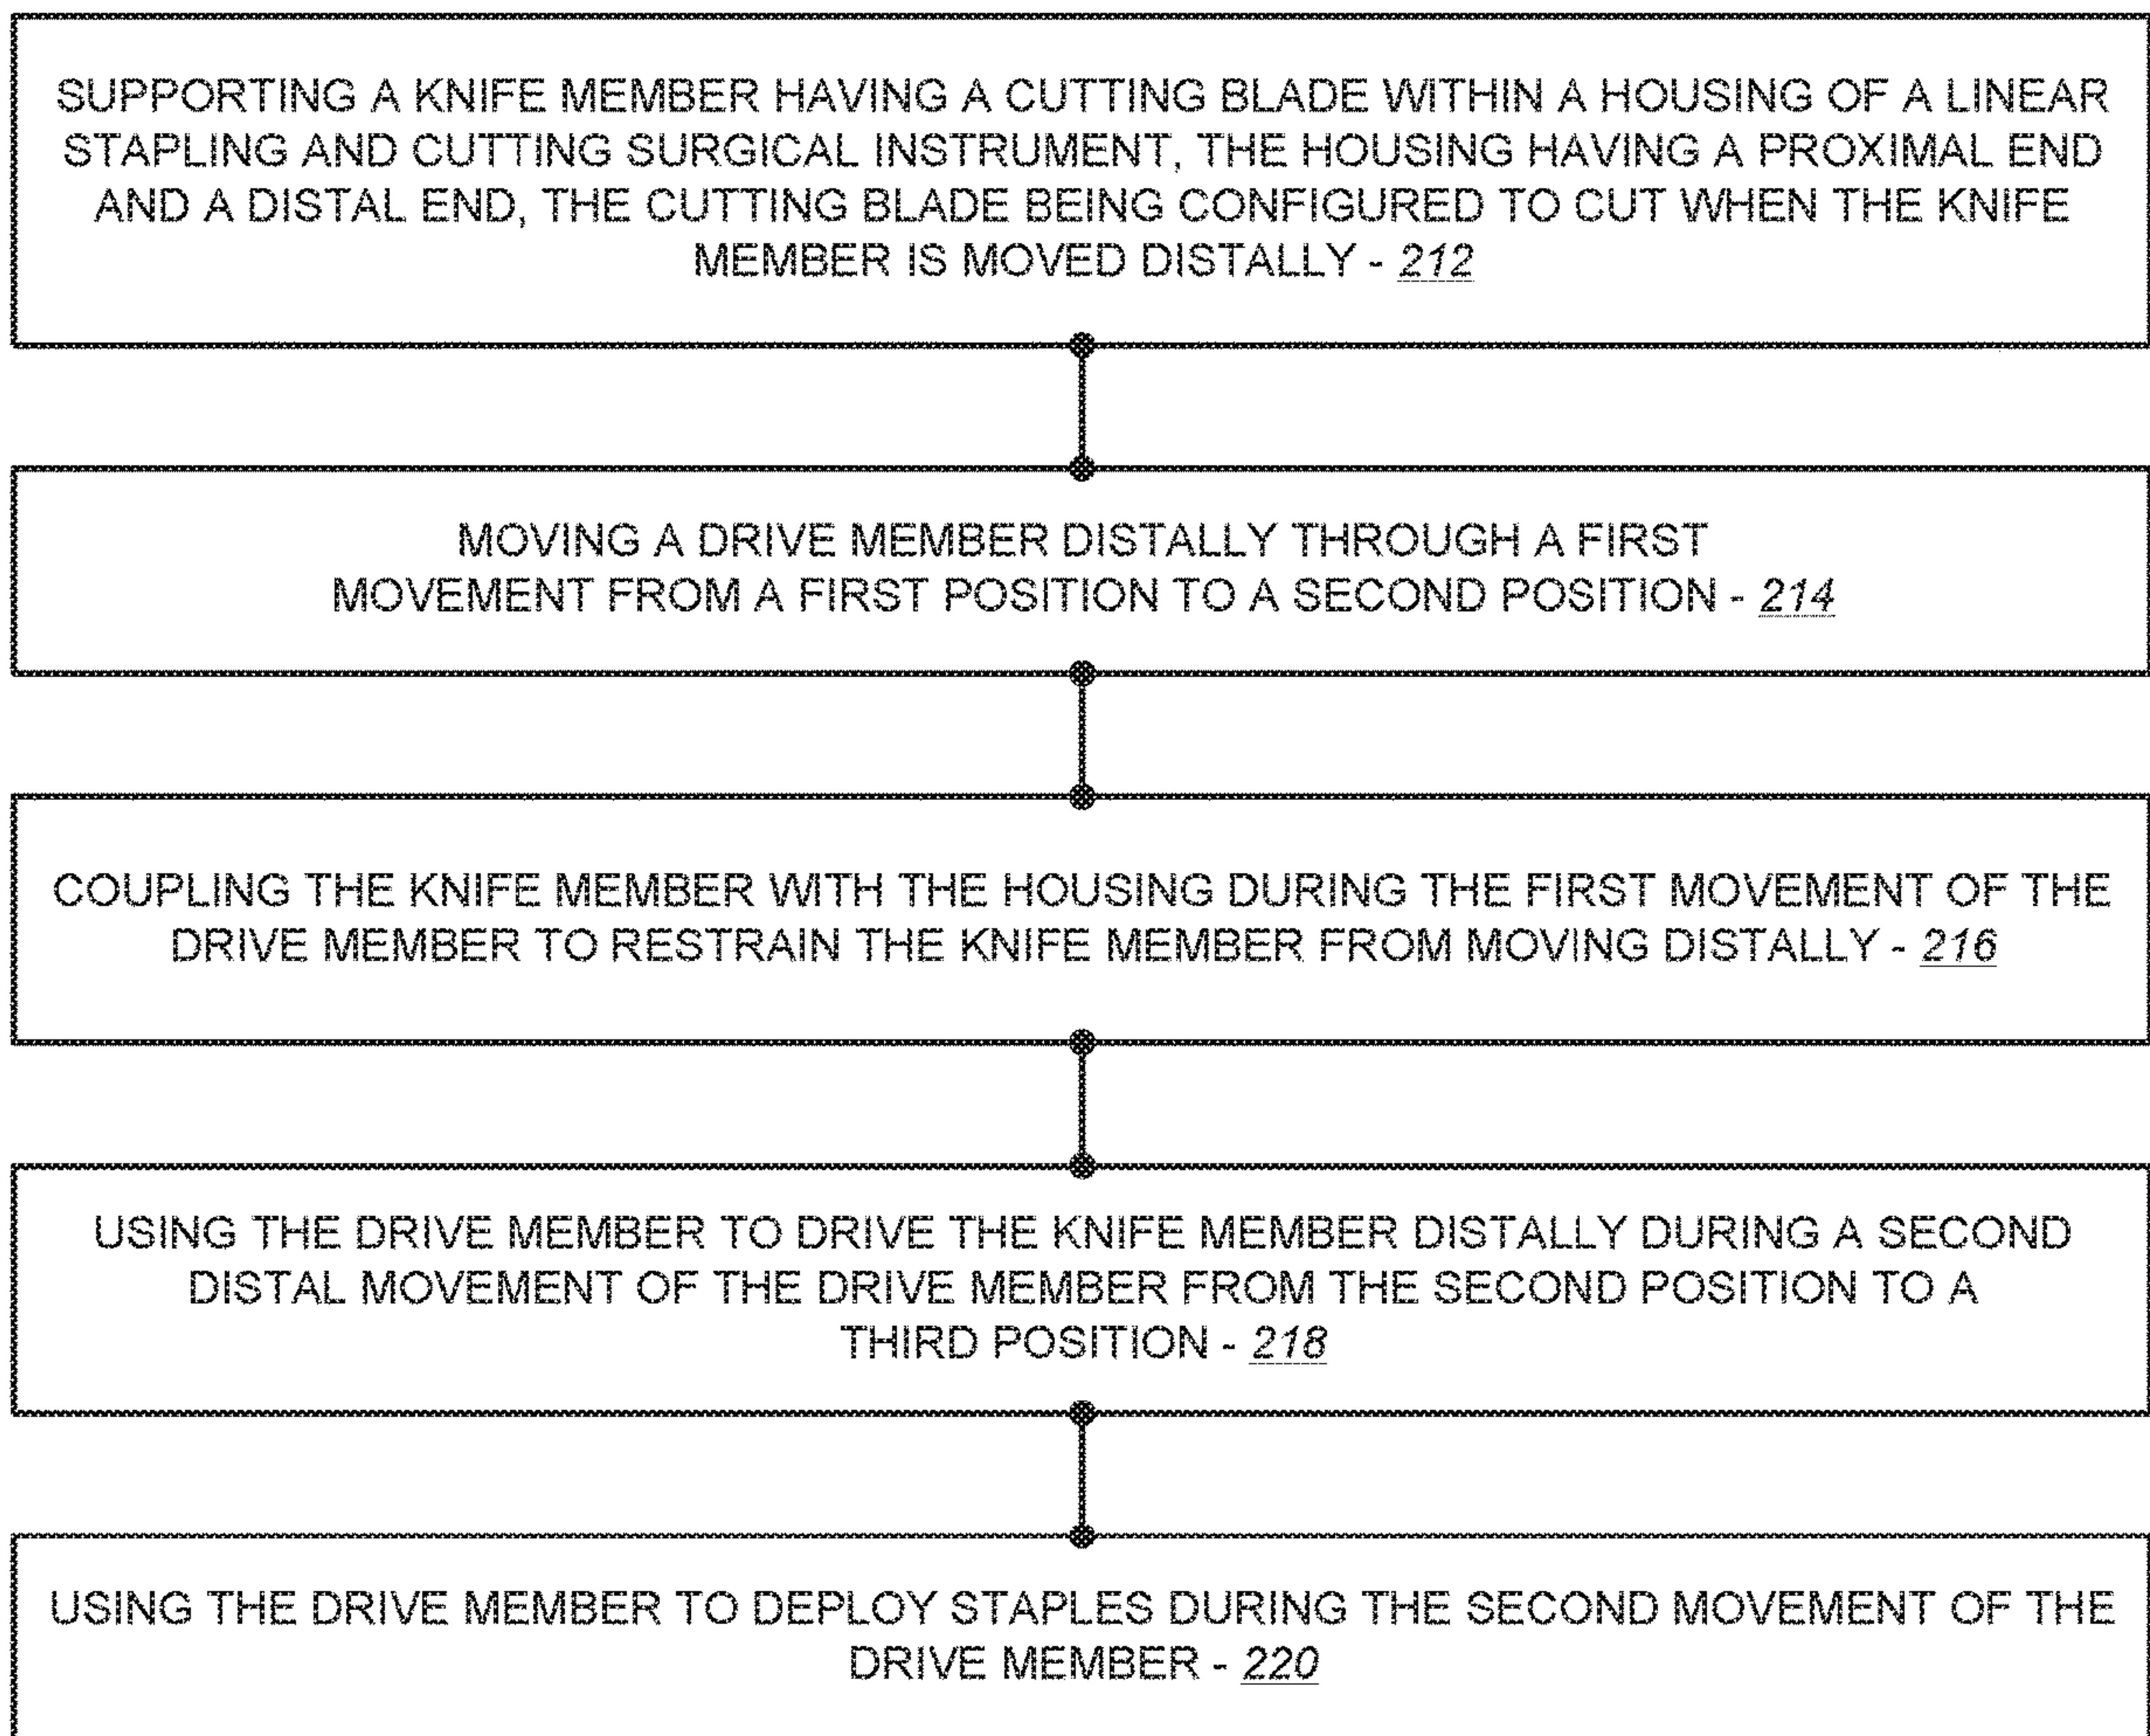 SUPPORTING A KNIFE MEMBER HAVING A CUTTING BLADE WITHIN A HOUSING OF A LINEAR
STAPLING AND CUTTING SURGICAL INSTRUMENT, THE HOUSING HAVING A PROXIMAL END
AND A DISTAL END, THE CUTTING BLADE BEING CONFIGURED TO CUT WHEN THE KNIFE
MEMBER IS MOVED DISTALLY - 212
MOVING A DRIVE MEMBER DISTALLY THROUGH A FIRST
MOVEMENT FROM A FIRST POSITION TO A SECOND POSITION - 214
COUPLING THE KNIFE MEMBER WITH THE HOUSING DURING THE FIRST MOVEMENT OF THE
DRIVE MEMBER TO RESTRAIN THE KNIFE MEMBER FROM MOVING DISTALLY - 216
USING THE DRIVE MEMBER TO DRIVE THE KNIFE MEMBER DISTALLY DURING A SECOND
DISTAL MOVEMENT OF THE DRIVE MEMBER FROM THE SECOND POSITION TO A
THIRD POSITION - 218
USING THE DRIVE MEMBER TO DEPLOY STAPLES DURING THE SECOND MOVEMENT OF THE
DRIVE MEMBER - 220